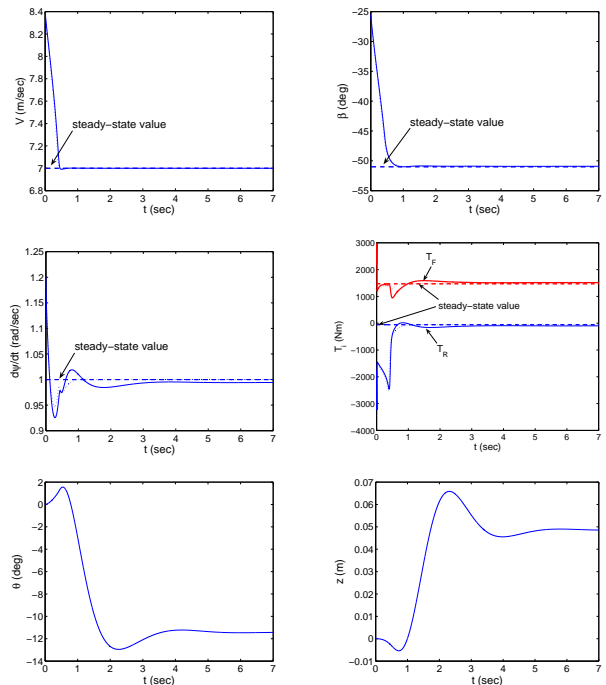 8.4
8.2
8
7.8
7.6
7.4
7.2
7
6.8
V (m/sec)
steady−state value
0 1 2 3 4 5 6 7
t (sec)
−25
−30
−35
−40
−45
−50
−55
β (deg)
steady−state value
0 1 2 3 4 5 6 7
t (sec)
1.25
1.2
1.15
1.1
1.05
1
0.95
0.9
dψ/dt (rad/sec)
steady−state value
0 1 2 3 4 5 6 7
t (sec)
3000
2000
1000
0
−1000
−2000
−3000
−4000
T_i (Nm)
T_F
steady−state value
T_R
0 1 2 3 4 5 6 7
t (sec)
2
0
−2
−4
−6
−8
−10
−12
−14
θ (deg)
0 1 2 3 4 5 6 7
t (sec)
0.07
0.06
0.05
0.04
0.03
0.02
0.01
0
−0.01
z (m)
0 1 2 3 4 5 6 7
t (sec)